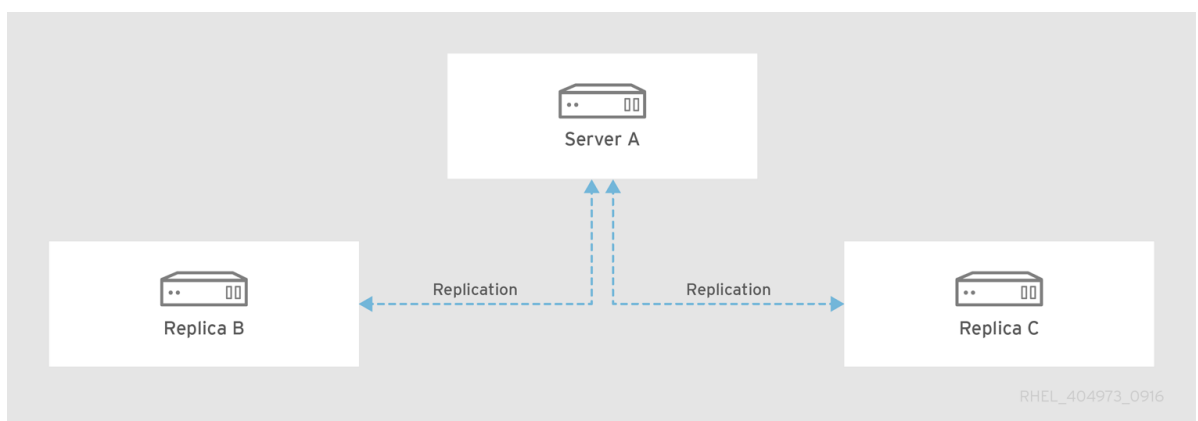 Server A
Replication
Replication
Replica B
Replica C
RHEL_404973_0916